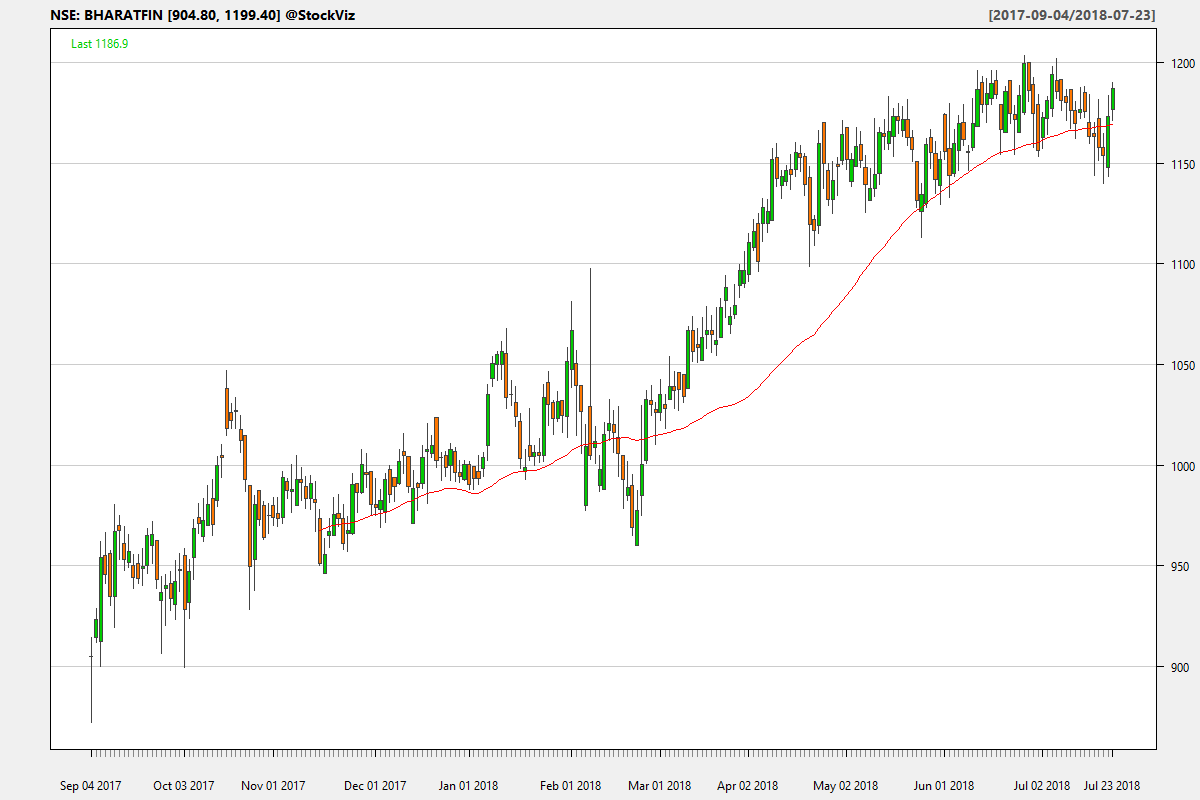 NSE: BHARATFIN [904.80, 1199.40] @StockViz
[2017-09-04/2018-07-23]
Last 1186.9
1200
1150
1100
1050
1000
950
900
Sep 04 2017
Oct 03 2017
Nov 01 2017
Dec 01 2017
Jan 01 2018
Feb 01 2018
Mar 01 2018
Apr 02 2018
May 02 2018
Jun 01 2018
Jul 02 2018
Jul 23 2018